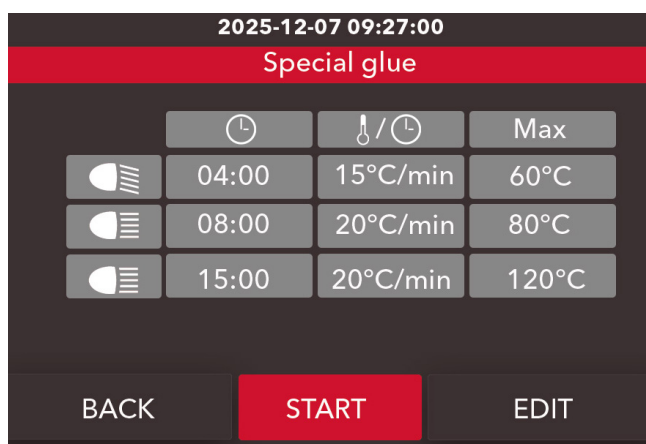 2025-12-07 09:27:00
Special glue
/ Max
04:00 15°C/min 60°C
08:00 20°C/min 80°C
15:00 20°C/min 120°C
BACK START EDIT